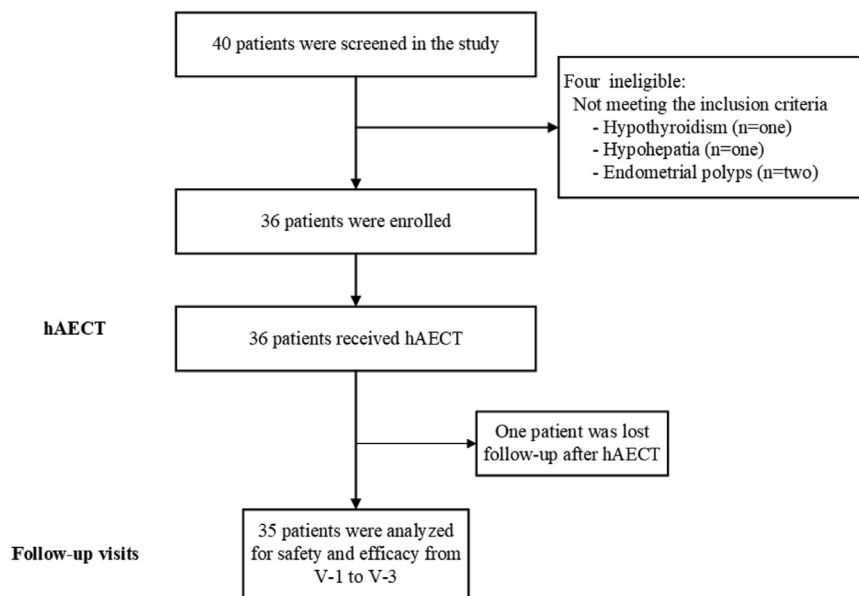 40 patients were screened in the study
Four ineligible:
Not meeting the inclusion criteria
- Hypothyroidism (n=one)
- Hypohepatia (n=one)
- Endometrial polyps (n=two)
36 patients were enrolled
hAECT
36 patients received hAECT
One patient was lost
follow-up after hAECT
Follow-up visits
35 patients were analyzed
for safety and efficacy from
V-1 to V-3